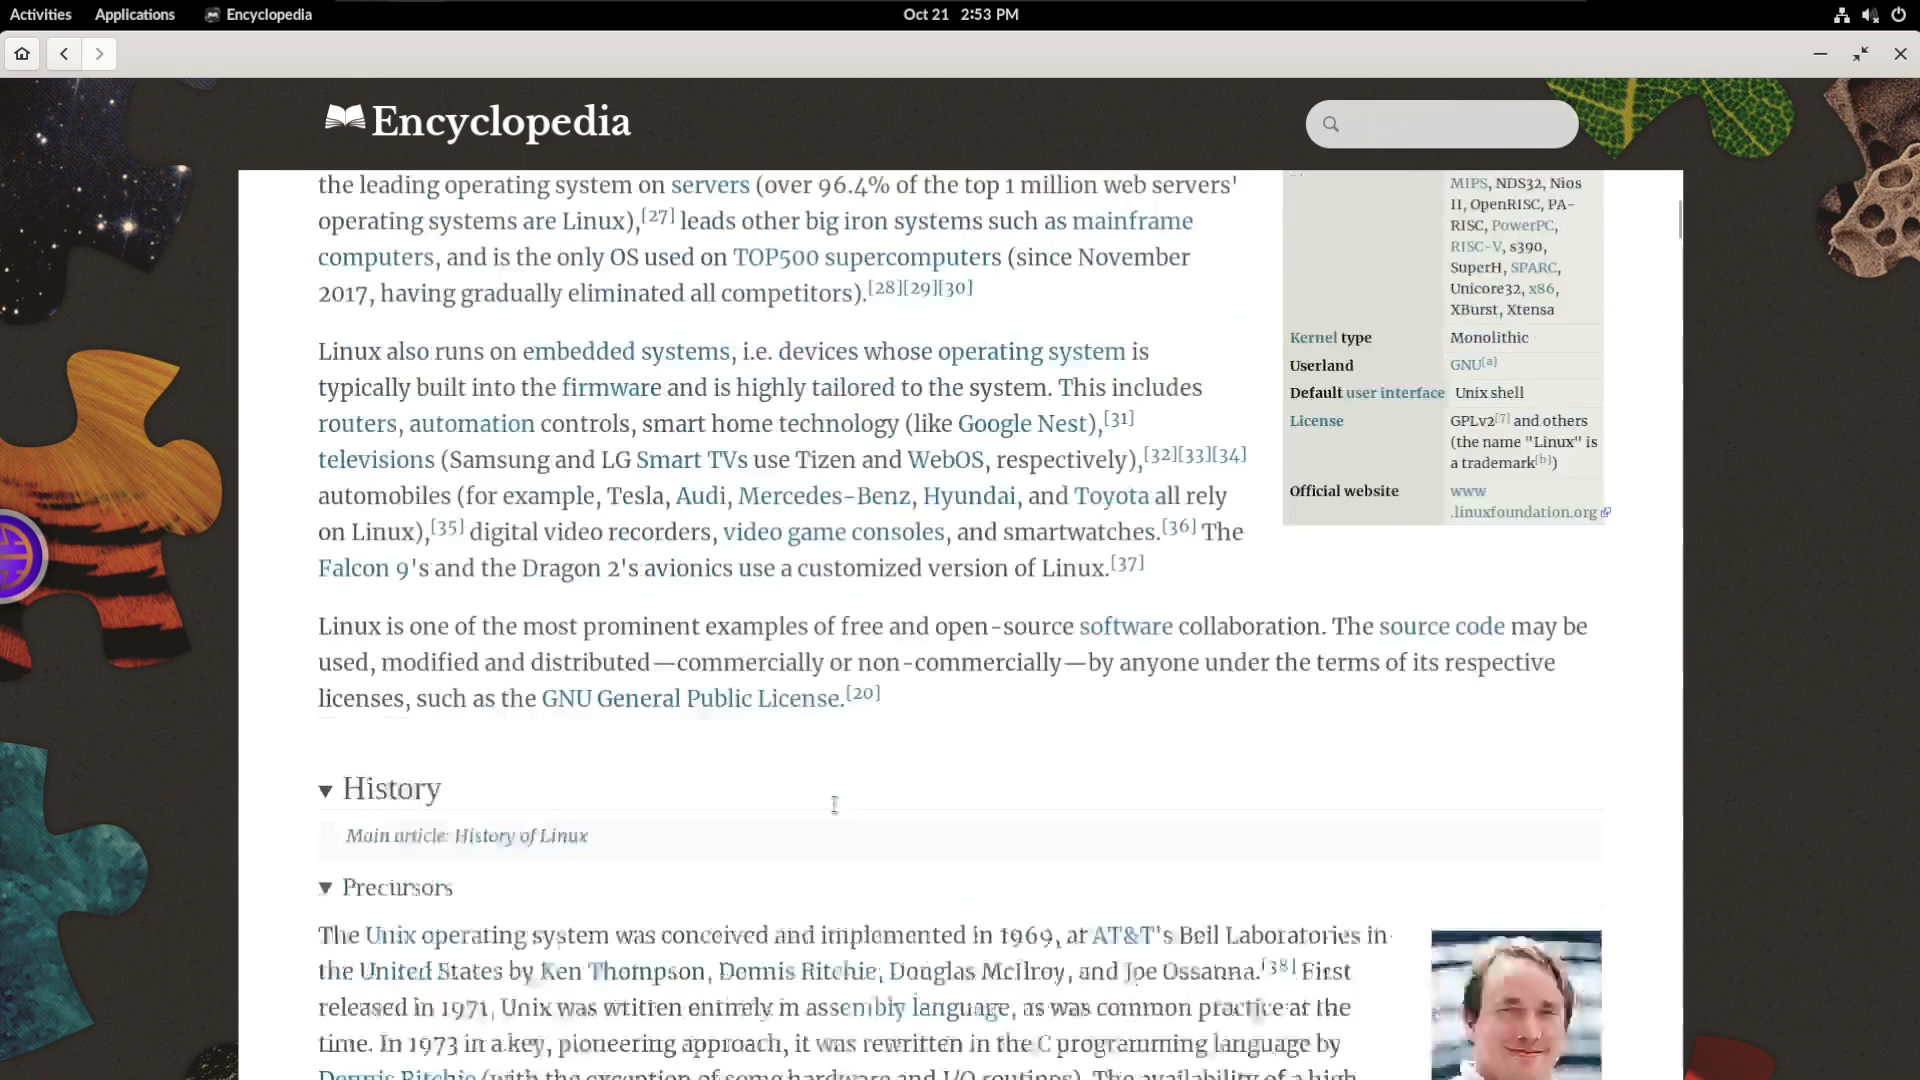 Activities Applications Encyclopedia Oct 21 2:53 PM
Encyclopedia
the leading operating system on servers (over 96.4% of the top 1 million web servers'
operating systems are Linux),[27] leads other big iron systems such as mainframe
computers, and is the only OS used on TOP500 supercomputers (since November
2017, having gradually eliminated all competitors).[28][29][30]
Linux also runs on embedded systems, i.e. devices whose operating system is
typically built into the firmware and is highly tailored to the system. This includes
routers, automation controls, smart home technology (like Google Nest),[31]
televisions (Samsung and LG Smart TVs use Tizen and WebOS, respectively),[32][33][34]
automobiles (for example, Tesla, Audi, Mercedes-Benz, Hyundai, and Toyota all rely
on Linux),[35] digital video recorders, video game consoles, and smartwatches.[36] The
Falcon 9's and the Dragon 2's avionics use a customized version of Linux.[37]
MIPS, NDS32, Nios
II, OpenRISC, PA-
RISC, PowerPC,
RISC-V, s390,
SuperH, SPARC,
Unicore32, x86,
XBurst, Xtensa
Kernel type Monolithic
Userland GNU[a]
Default user interface Unix shell
License GPLv2[7] and others
(the name "Linux" is
a trademark[b])
Official website www
.linuxfoundation.org
Linux is one of the most prominent examples of free and open-source software collaboration. The source code may be
used, modified and distributed—commercially or non-commercially—by anyone under the terms of its respective
licenses, such as the GNU General Public License.[20]
▼ History
Main article: History of Linux
▼ Precursors
The Unix operating system was conceived and implemented in 1969, at AT&T's Bell Laboratories in
the United States by Ken Thompson, Dennis Ritchie, Douglas McIlroy, and Joe Ossanna.[38] First
released in 1971, Unix was written entirely in assembly language, as was common practice at the
time. In 1973 in a key, pioneering approach, it was rewritten in the C programming language by
Dennis Ritchie (with the exception of some hardware and I/O routines). The availability of a high